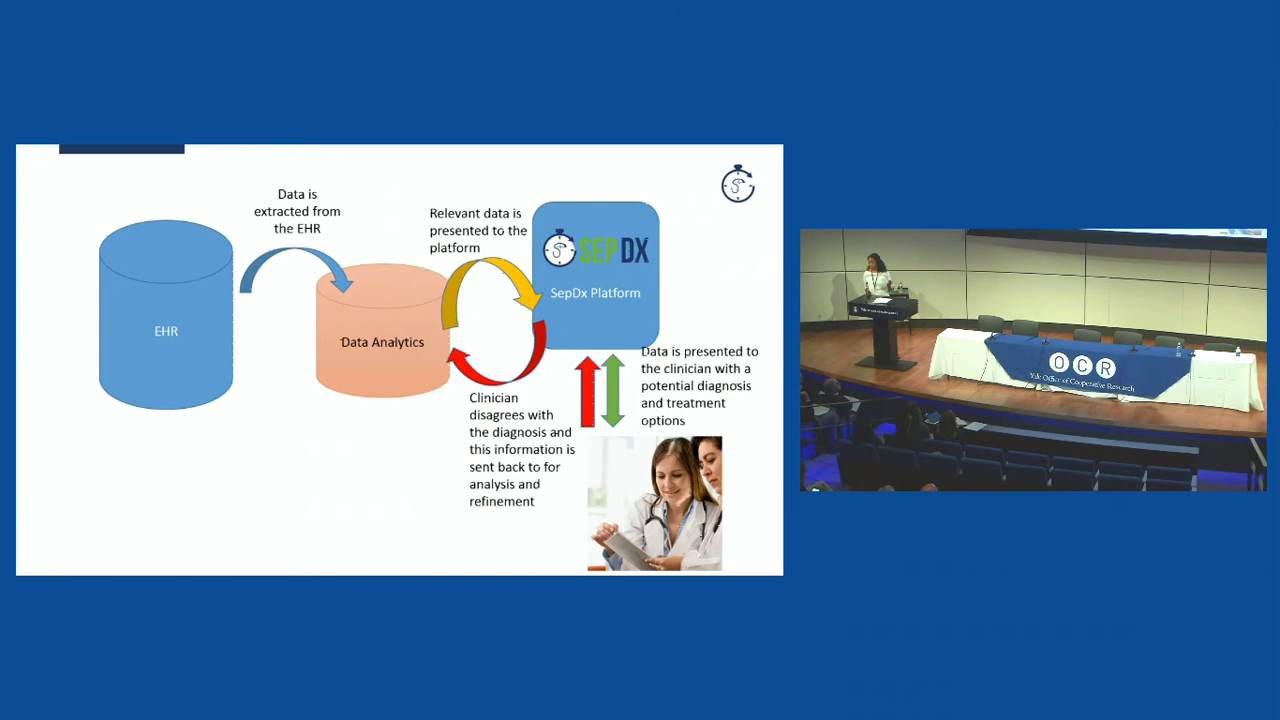 Data is
extracted from
the EHR
Relevant data is
presented to the
platform
SEPDX
SepDx Platform
EHR
Data Analytics
Data is presented to
the clinician with a
potential diagnosis
and treatment
options
Clinician
disagrees with
the diagnosis and
this information is
sent back to for
analysis and
refinement
OCR
Yale Office of Cooperative Research